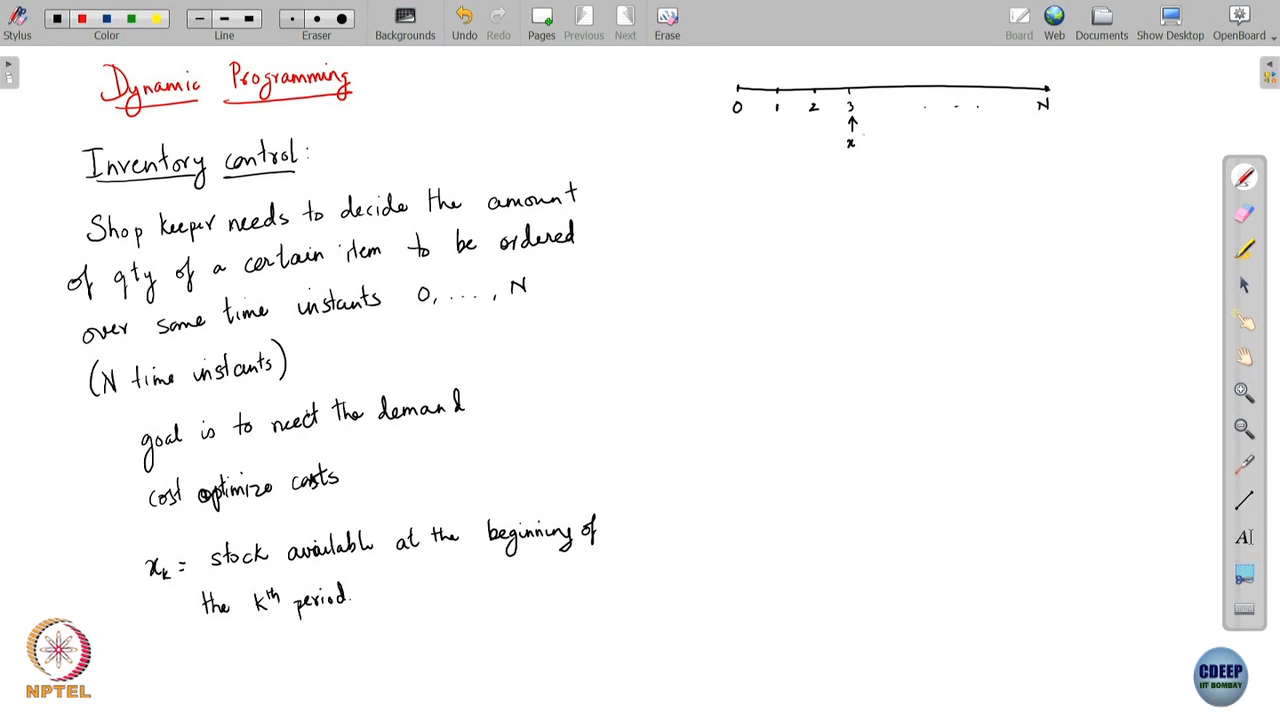 Stylus Color Line Eraser Backgrounds Undo Redo Pages Previous Next Erase Board Web Documents Show Desktop OpenBoard
Dynamic Programming
0 1 2 3 . - . N
x
Inventory control:
Shop keeper needs to decide the amount
of qty of a certain item to be ordered
over some time instants 0, ...., N
(N time instants)
goal is to meet the demand
cost optimize costs
xₖ = stock available at the beginning of
the kᵗʰ period.
NPTEL
CDEEP
IIT BOMBAY